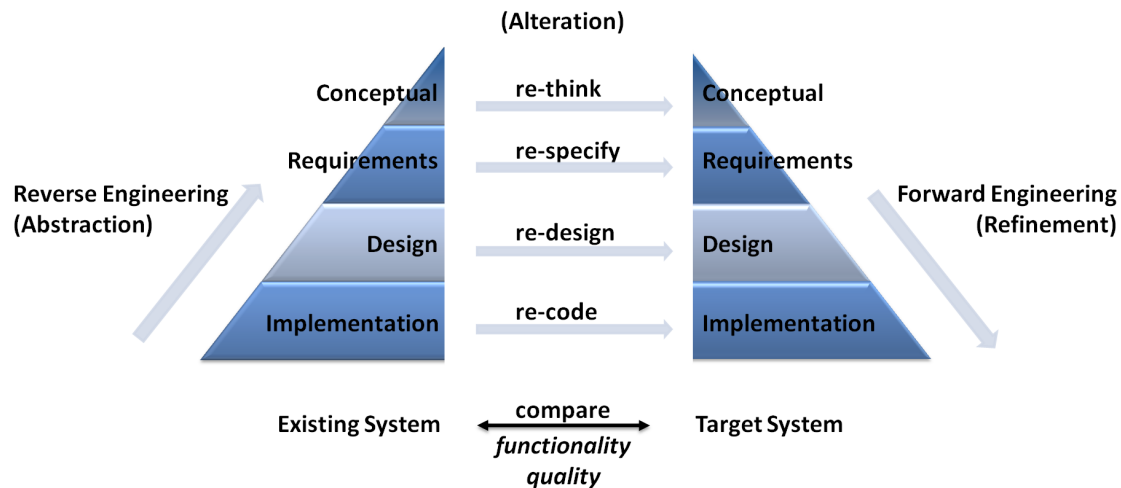 (Alteration)
Conceptual
re-think
Conceptual
Requirements
re-specify
Requirements
Reverse Engineering
(Abstraction)
Forward Engineering
(Refinement)
Design
re-design
Design
Implementation
re-code
Implementation
Existing System
compare
Target System
functionality
quality